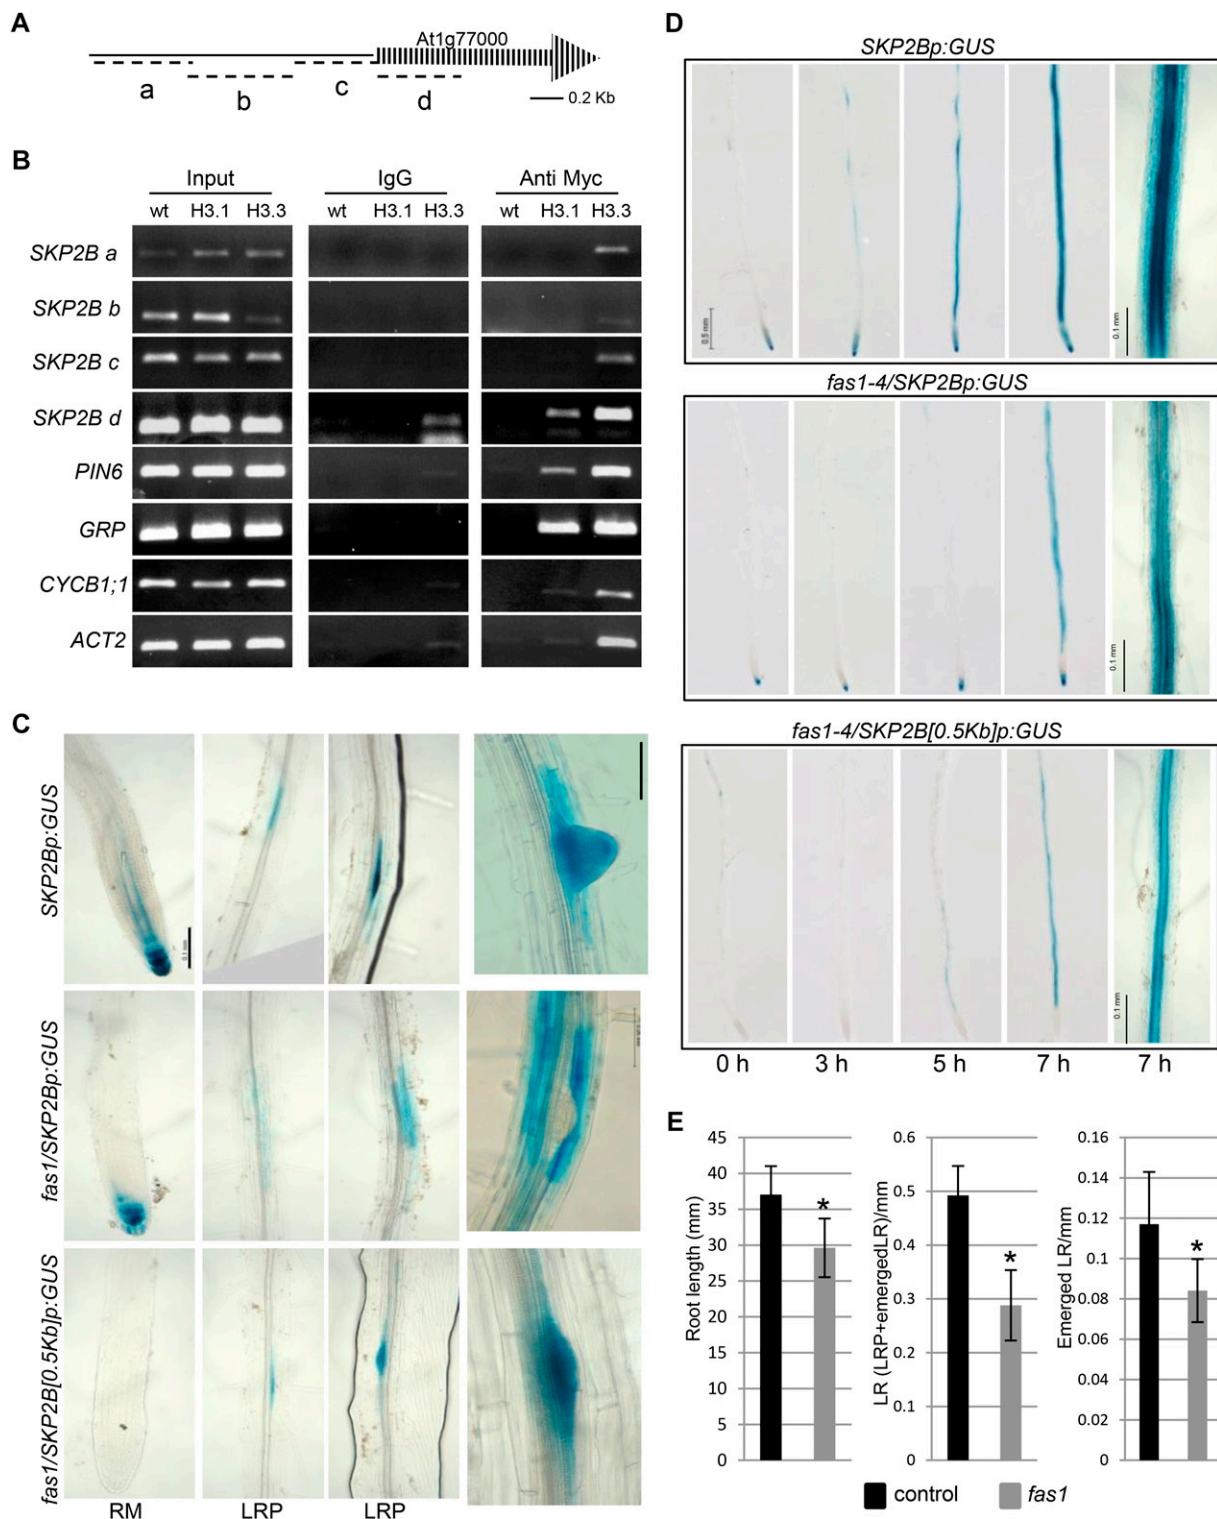 A
At1g77000
a
b
c
d
0.2 Kb
B
Input
IgG
Anti Myc
wt H3.1 H3.3
wt H3.1 H3.3
wt H3.1 H3.3
SKP2B a
SKP2B b
SKP2B c
SKP2B d
PIN6
GRP
CYCB1;1
ACT2
C
SKP2Bp:GUS
0.1 mm
fas1/SKP2Bp:GUS
fas1/SKP2B[0.5Kb]p:GUS
RM
LRP
LRP
D
SKP2Bp:GUS
0.5 mm
0.1 mm
fas1-4/SKP2Bp:GUS
0.1 mm
fas1-4/SKP2B[0.5Kb]p:GUS
0.1 mm
0 h
3 h
5 h
7 h
7 h
E
Root length (mm)
45
40
35
30
25
20
15
10
5
0
*
LR (LRP+emergedLR)/mm
0.6
0.5
0.4
0.3
0.2
0.1
0
*
Emerged LR/mm
0.16
0.14
0.12
0.1
0.08
0.06
0.04
0.02
0
*
control
fas1